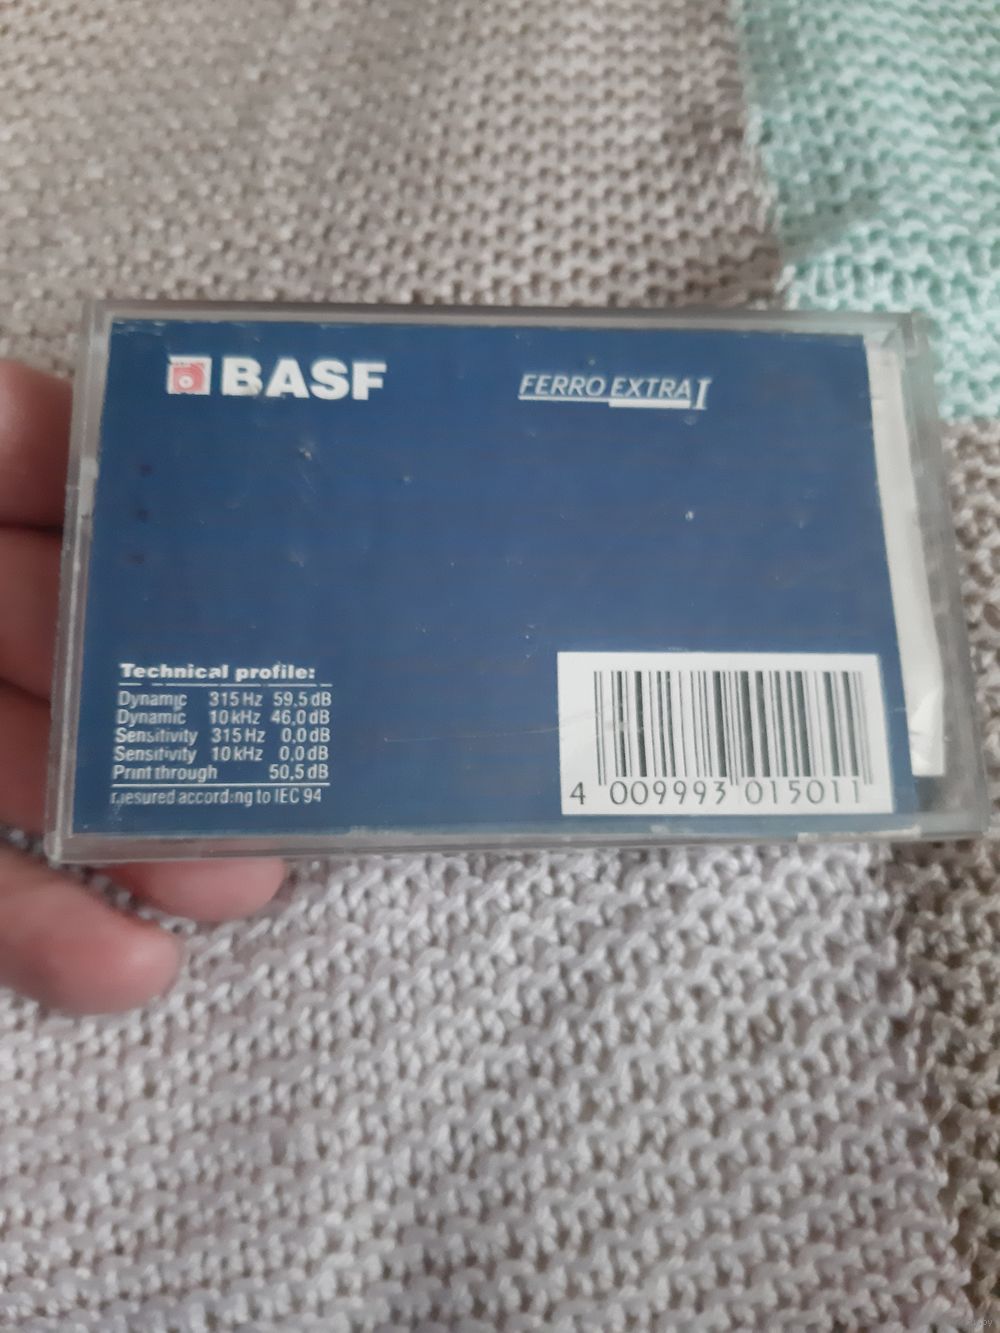 BASF
FERRO EXTRA I
Technical profile:
Dynamic 315 Hz 59,5 dB
Dynamic 10 kHz 46,0 dB
Sensitivity 315 Hz 0,0 dB
Sensitivity 10 kHz 0,0 dB
Print through 50,5 dB
mesured according to IEC 94
4 009993 015011